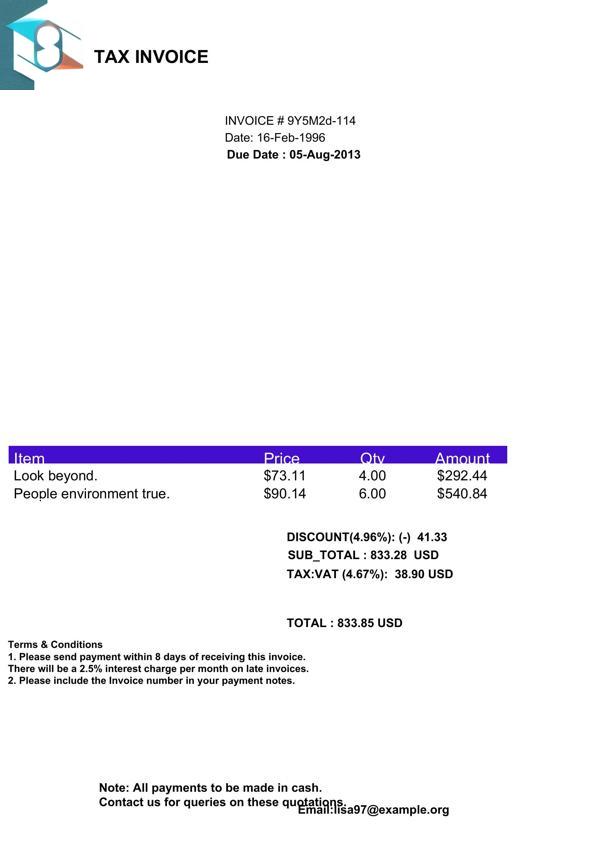 TAX INVOICE
INVOICE # 9Y5M2d-114
Date: 16-Feb-1996
Due Date : 05-Aug-2013
Item Price Qty Amount
Look beyond. $73.11 4.00 $292.44
People environment true. $90.14 6.00 $540.84
DISCOUNT(4.96%): (-) 41.33
SUB_TOTAL : 833.28 USD
TAX:VAT (4.67%): 38.90 USD
TOTAL : 833.85 USD
Terms & Conditions
1. Please send payment within 8 days of receiving this invoice.
There will be a 2.5% interest charge per month on late invoices.
2. Please include the Invoice number in your payment notes.
Note: All payments to be made in cash.
Contact us for queries on these quotations.
Email:lisa97@example.org